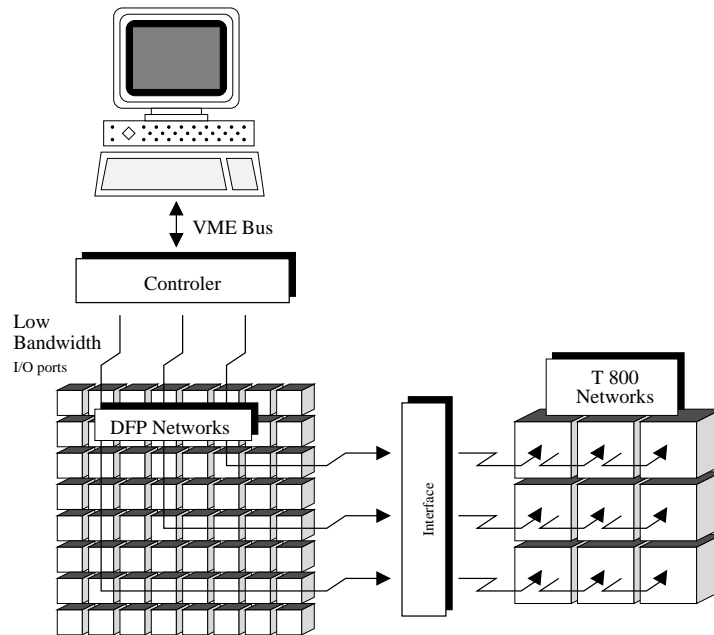 VME Bus
Controler
Low
Bandwidth
I/O ports
DFP Networks
T 800
Networks
Interface